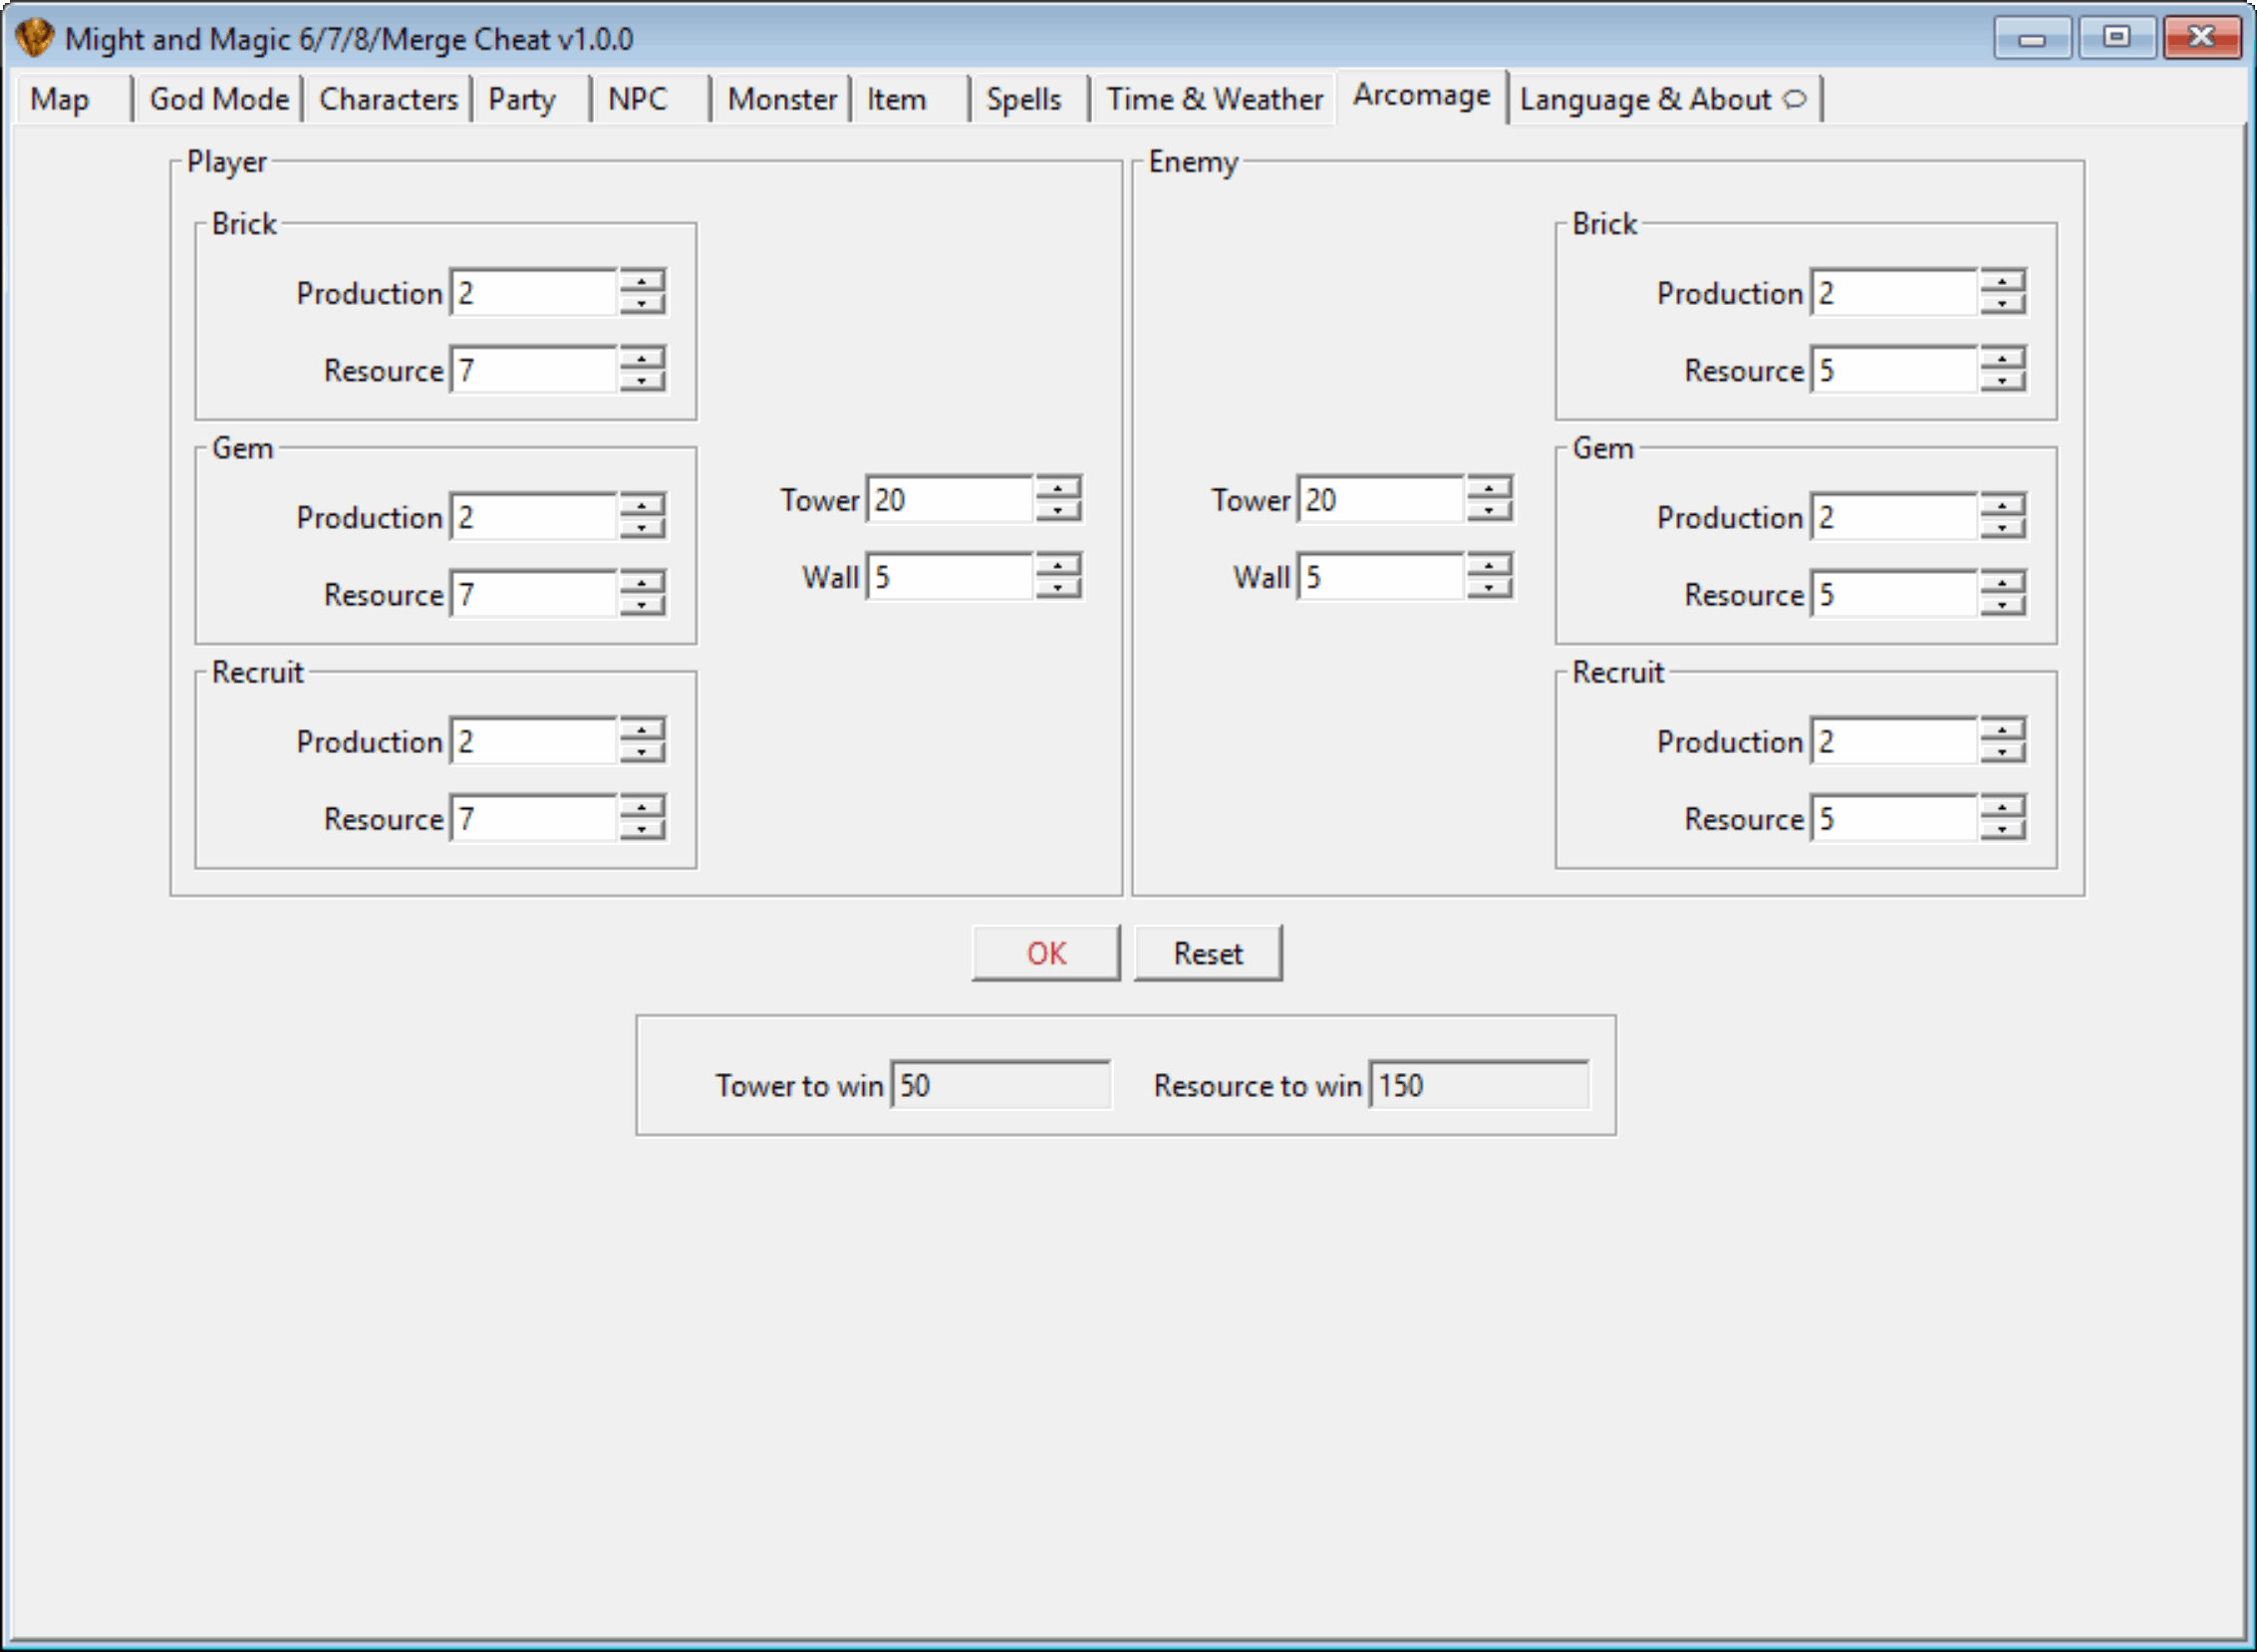 Might and Magic 6/7/8/Merge Cheat v1.0.0
Map God Mode Characters Party NPC Monster Item Spells Time & Weather Arcomage Language & About
Player
Brick
Production 2
Resource 7
Gem
Production 2
Resource 7
Recruit
Production 2
Resource 7
Tower 20
Wall 5
Enemy
Tower 20
Wall 5
Brick
Production 2
Resource 5
Gem
Production 2
Resource 5
Recruit
Production 2
Resource 5
OK Reset
Tower to win 50 Resource to win 150